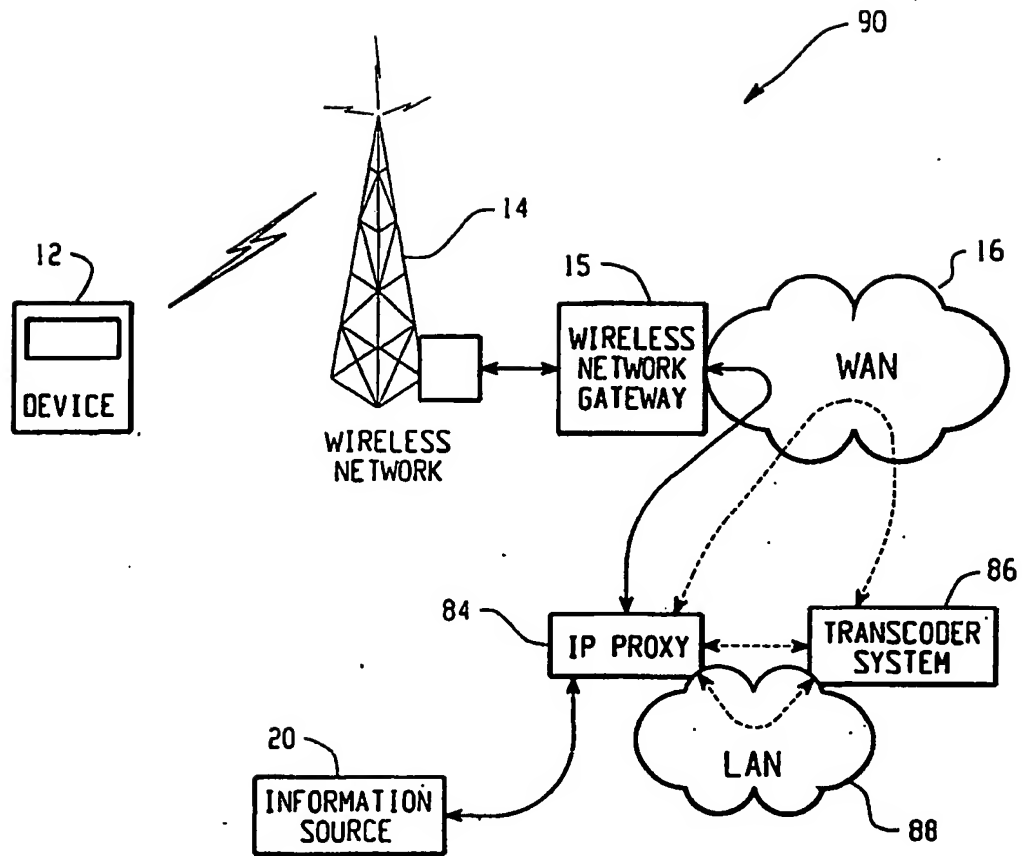 90
14
12
15
16
WIRELESS
NETWORK
GATEWAY
WAN
DEVICE
WIRELESS
NETWORK
84
86
IP PROXY
TRANSCODER
SYSTEM
20
LAN
INFORMATION
SOURCE
88